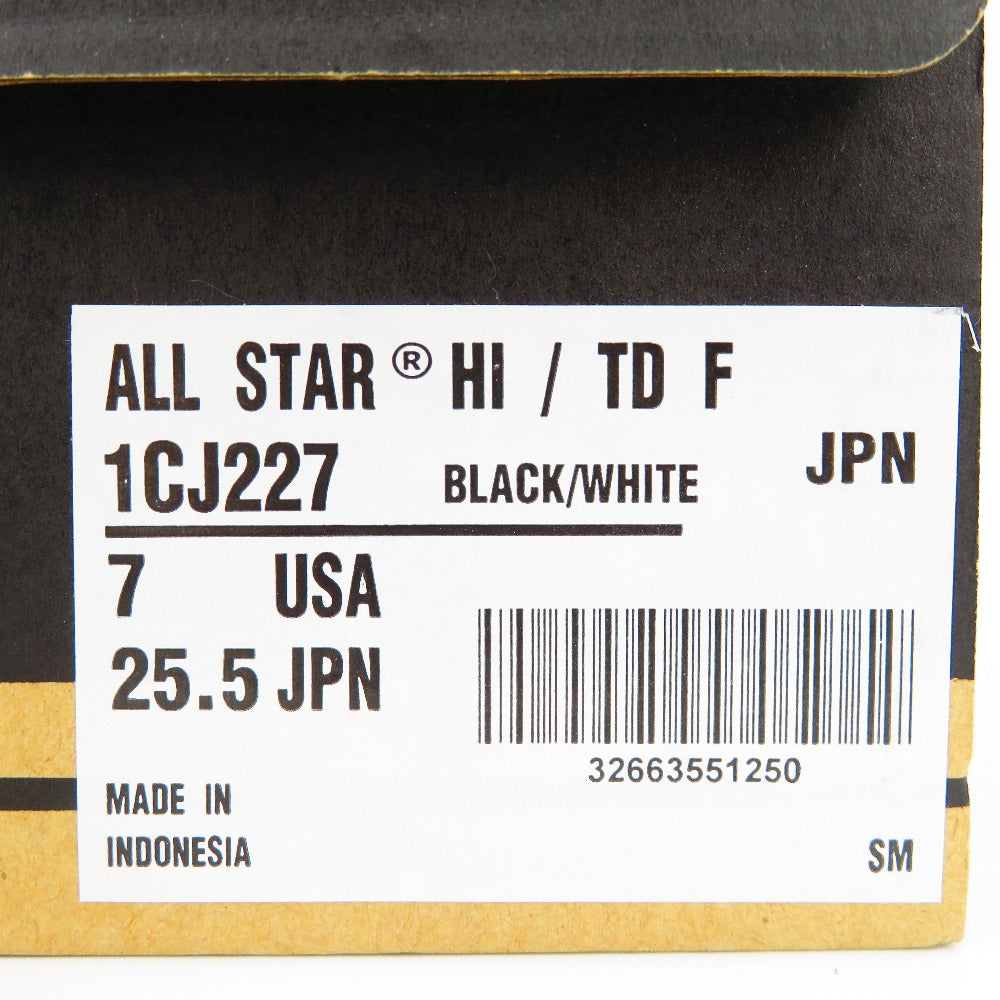 ALL STAR® HI / TD F
1CJ227 BLACK/WHITE JPN
7 USA
25.5 JPN
32663551250
MADE IN
INDONESIA
SM